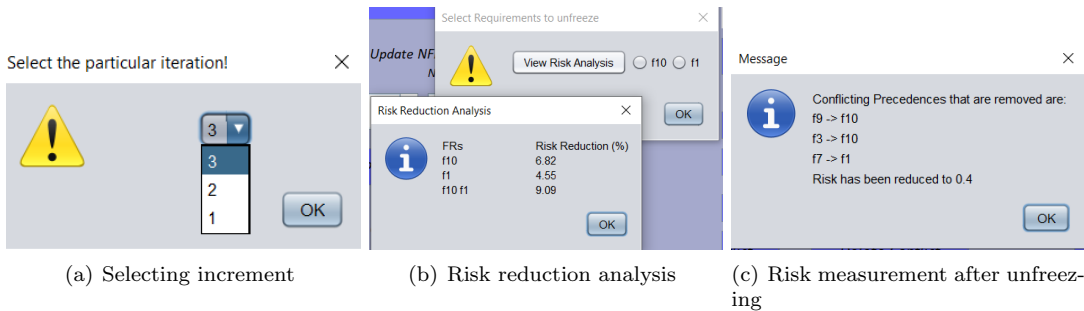 Select the particular iteration!
3
3
2
1
OK
(a) Selecting increment
Select Requirements to unfreeze
Update NF
N
View Risk Analysis f10 f1
OK
Risk Reduction Analysis
FRs Risk Reduction (%)
f10 6.82
f1 4.55
f10 f1 9.09
OK
(b) Risk reduction analysis
Message
Conflicting Precedences that are removed are:
f9 -> f10
f3 -> f10
f7 -> f1
Risk has been reduced to 0.4
OK
(c) Risk measurement after unfreez-
ing